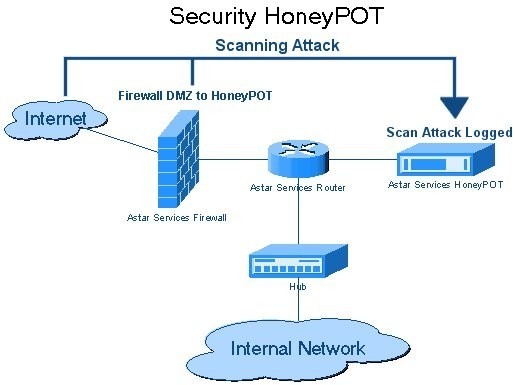 Security HoneyPOT
Scanning Attack
Firewall DMZ to HoneyPOT
Internet
Scan Attack Logged
Astar Services Router
Astar Services HoneyPOT
Astar Services Firewall
Hub
Internal Network